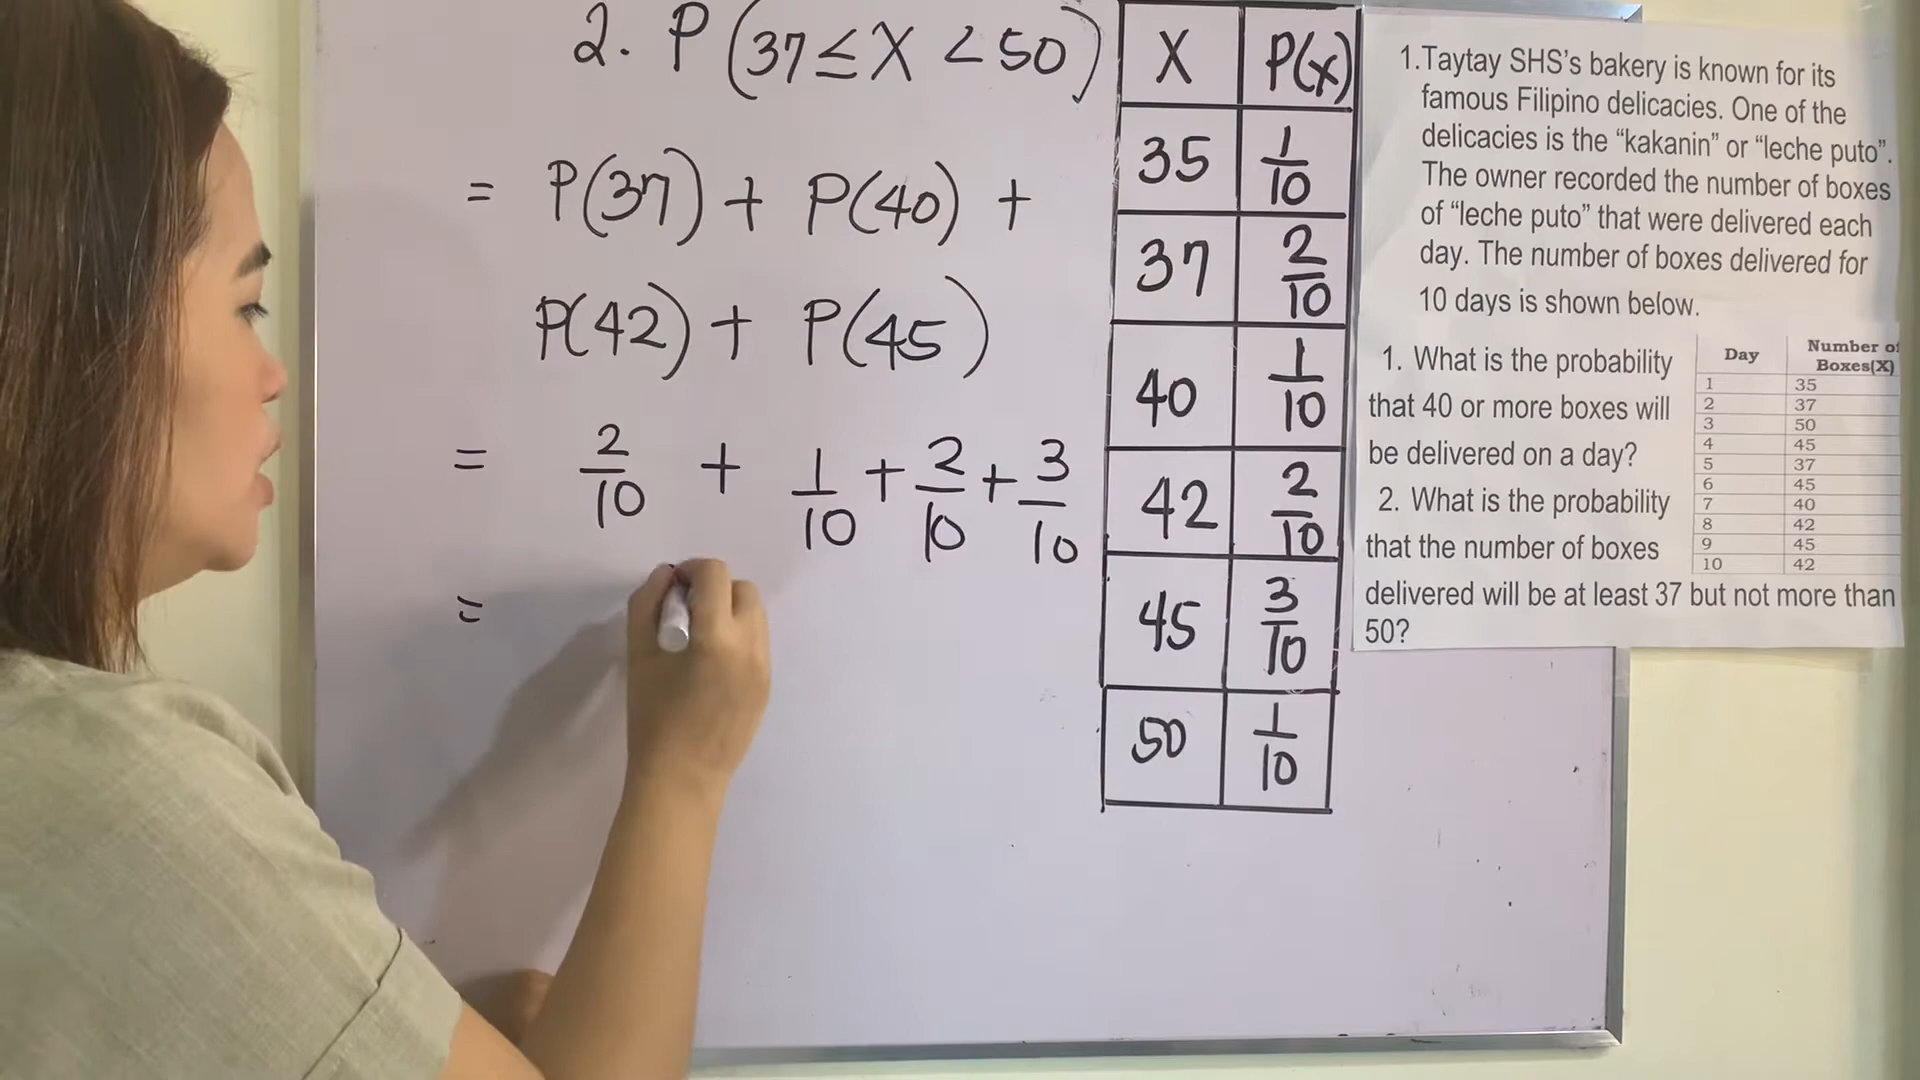 2. P(37 ≤ X < 50)
= P(37) + P(40) +
P(42) + P(45)
= 2/10 + 1/10 + 2/10 + 3/10
=
X P(x)
35 1/10
37 2/10
40 1/10
42 2/10
45 3/10
50 1/10
1.Taytay SHS’s bakery is known for its
famous Filipino delicacies. One of the
delicacies is the “kakanin” or “leche puto”.
The owner recorded the number of boxes
of “leche puto” that were delivered each
day. The number of boxes delivered for
10 days is shown below.
1. What is the probability
that 40 or more boxes will
be delivered on a day?
2. What is the probability
that the number of boxes
delivered will be at least 37 but not more than
50?
Day Number of
Boxes(X)
1 35
2 37
3 50
4 45
5 37
6 45
7 40
8 42
9 45
10 42